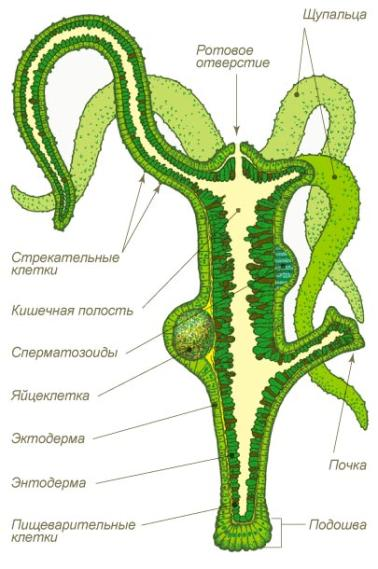 Щупальца
Ротовое
отверстие
Стрекательные
клетки
Кишечная полость
Сперматозоиды
Яйцеклетка
Эктодерма
Почка
Энтодерма
Пищеварительные
клетки
Подошва